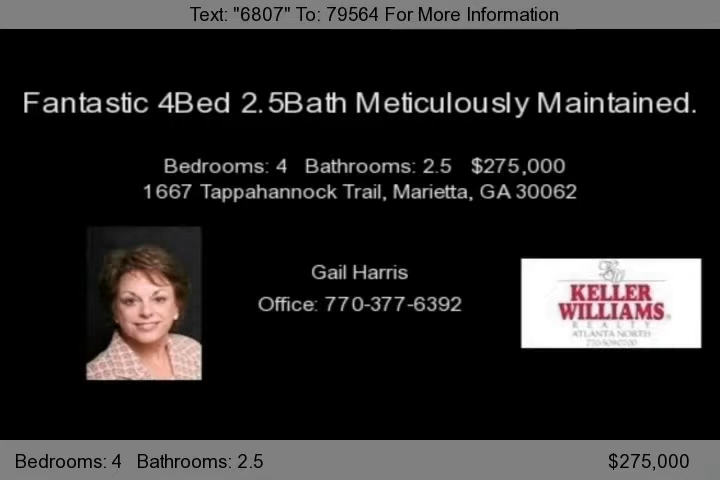 Text: "6807" To: 79564 For More Information
Fantastic 4Bed 2.5Bath Meticulously Maintained.
Bedrooms: 4 Bathrooms: 2.5 $275,000
1667 Tappahannock Trail, Marietta, GA 30062
Gail Harris
Office: 770-377-6392
KELLER
WILLIAMS
REALTY
ATLANTA NORTH
Bedrooms: 4 Bathrooms: 2.5 $275,000